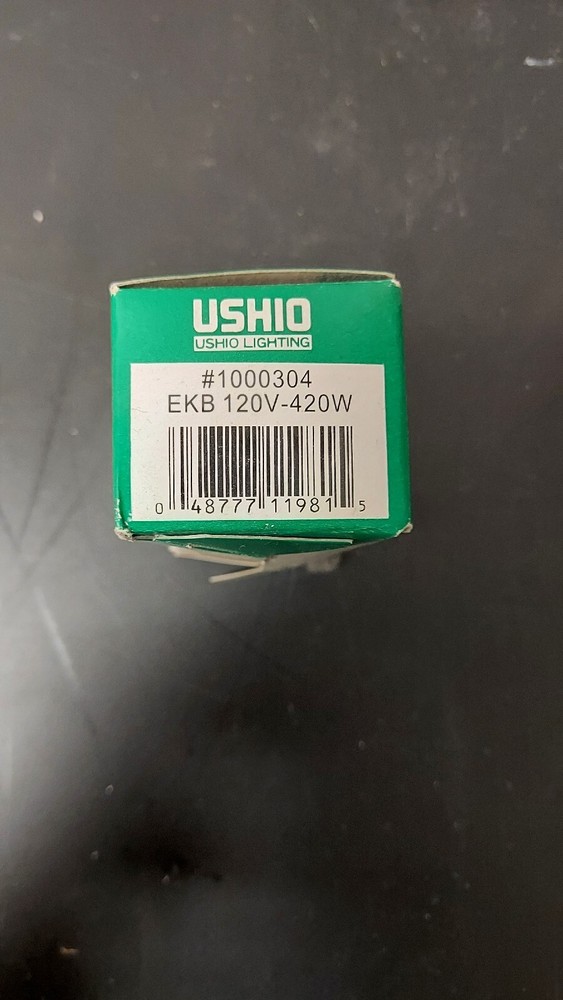 USHIO
USHIO LIGHTING
#1000304
EKB 120V-420W
0 48777 11981 5